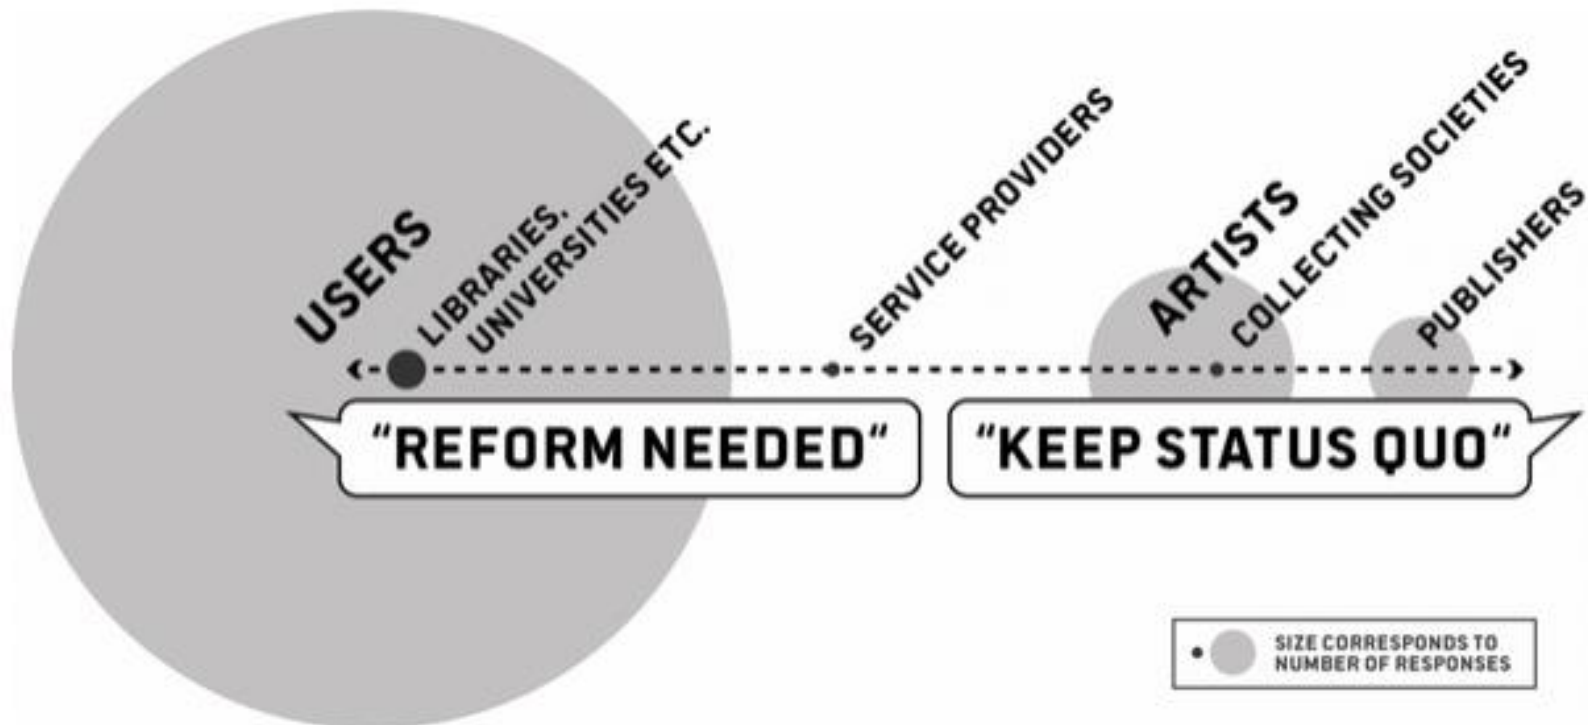 USERS
LIBRARIES,
UNIVERSITIES ETC.
SERVICE PROVIDERS
ARTISTS
COLLECTING SOCIETIES
PUBLISHERS
“REFORM NEEDED“
“KEEP STATUS QUO“
SIZE CORRESPONDS TO
NUMBER OF RESPONSES